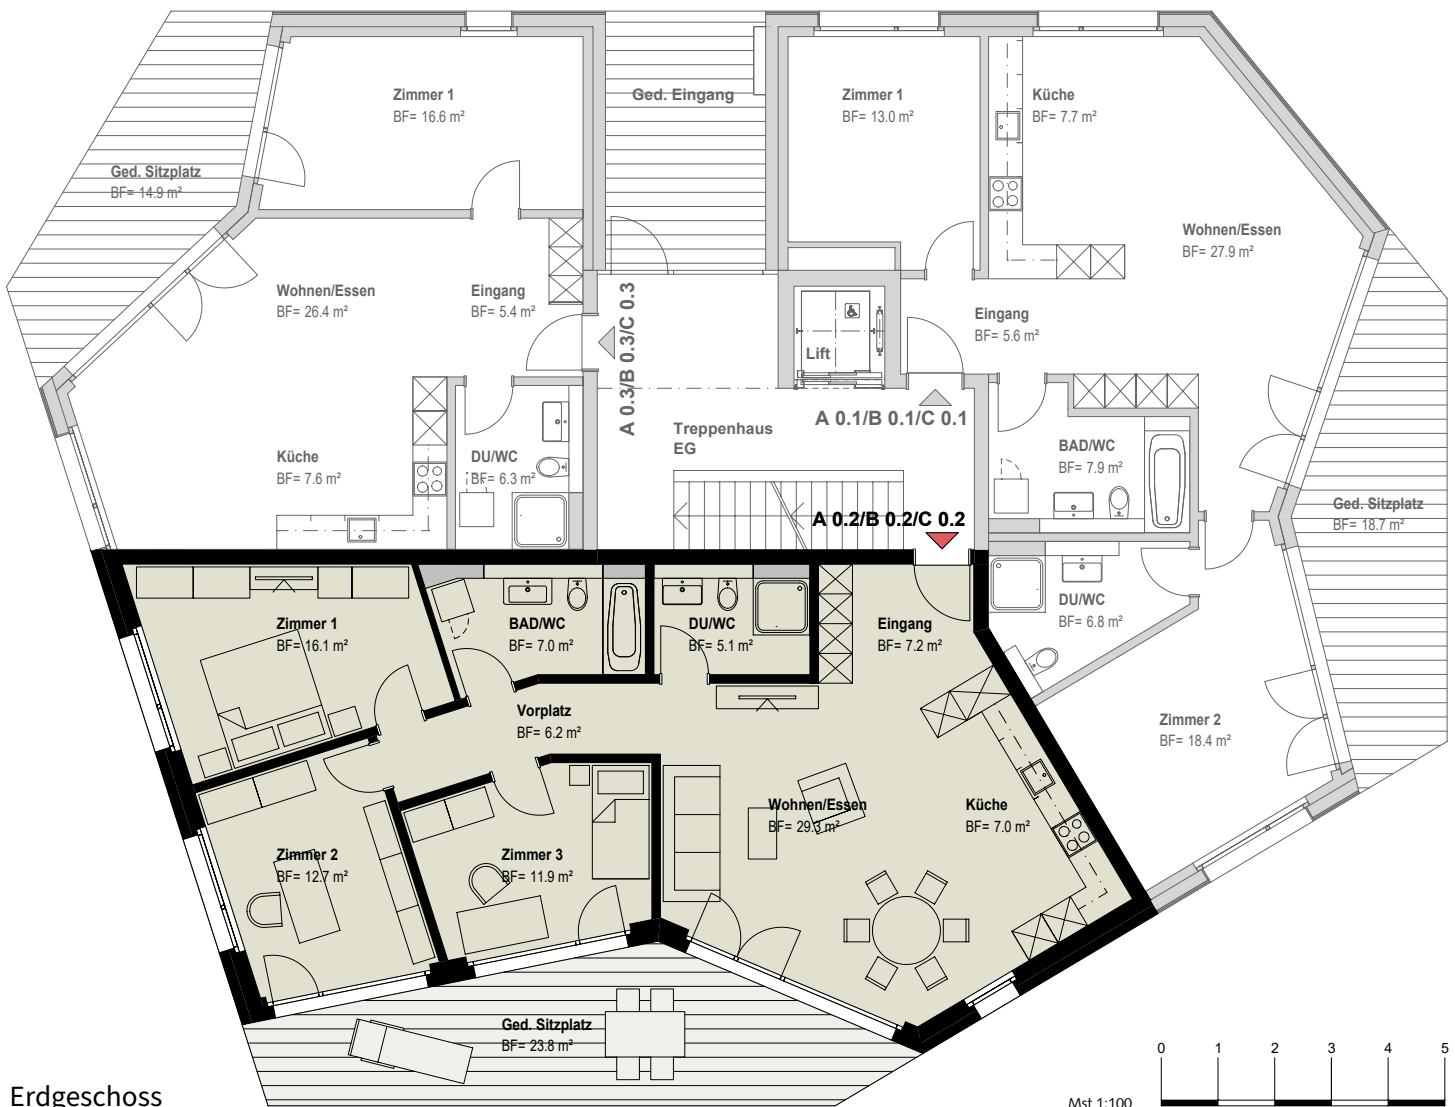 Zimmer 1
BF= 16.6 m²
Ged. Eingang
Zimmer 1
BF= 13.0 m²
Küche
BF= 7.7 m²
Ged. Sitzplatz
BF= 14.9 m²
Wohnen/Essen
BF= 27.9 m²
Wohnen/Essen
BF= 26.4 m²
Eingang
BF= 5.4 m²
A 0.3/B 0.3/C 0.3
Lift
Eingang
BF= 5.6 m²
A 0.1/B 0.1/C 0.1
Treppenhaus
EG
Küche
BF= 7.6 m²
DU/WC
BF= 6.3 m²
BAD/WC
BF= 7.9 m²
Ged. Sitzplatz
BF= 18.7 m²
A 0.2/B 0.2/C 0.2
DU/WC
BF= 6.8 m²
Zimmer 1
BF= 16.1 m²
BAD/WC
BF= 7.0 m²
DU/WC
BF= 5.1 m²
Eingang
BF= 7.2 m²
Vorplatz
BF= 6.2 m²
Zimmer 2
BF= 18.4 m²
Wohnen/Essen
BF= 29.3 m²
Küche
BF= 7.0 m²
Zimmer 2
BF= 12.7 m²
Zimmer 3
BF= 11.9 m²
Ged. Sitzplatz
BF= 23.8 m²
0 1 2 3 4 5
Mst 1:100
Erdgeschoss